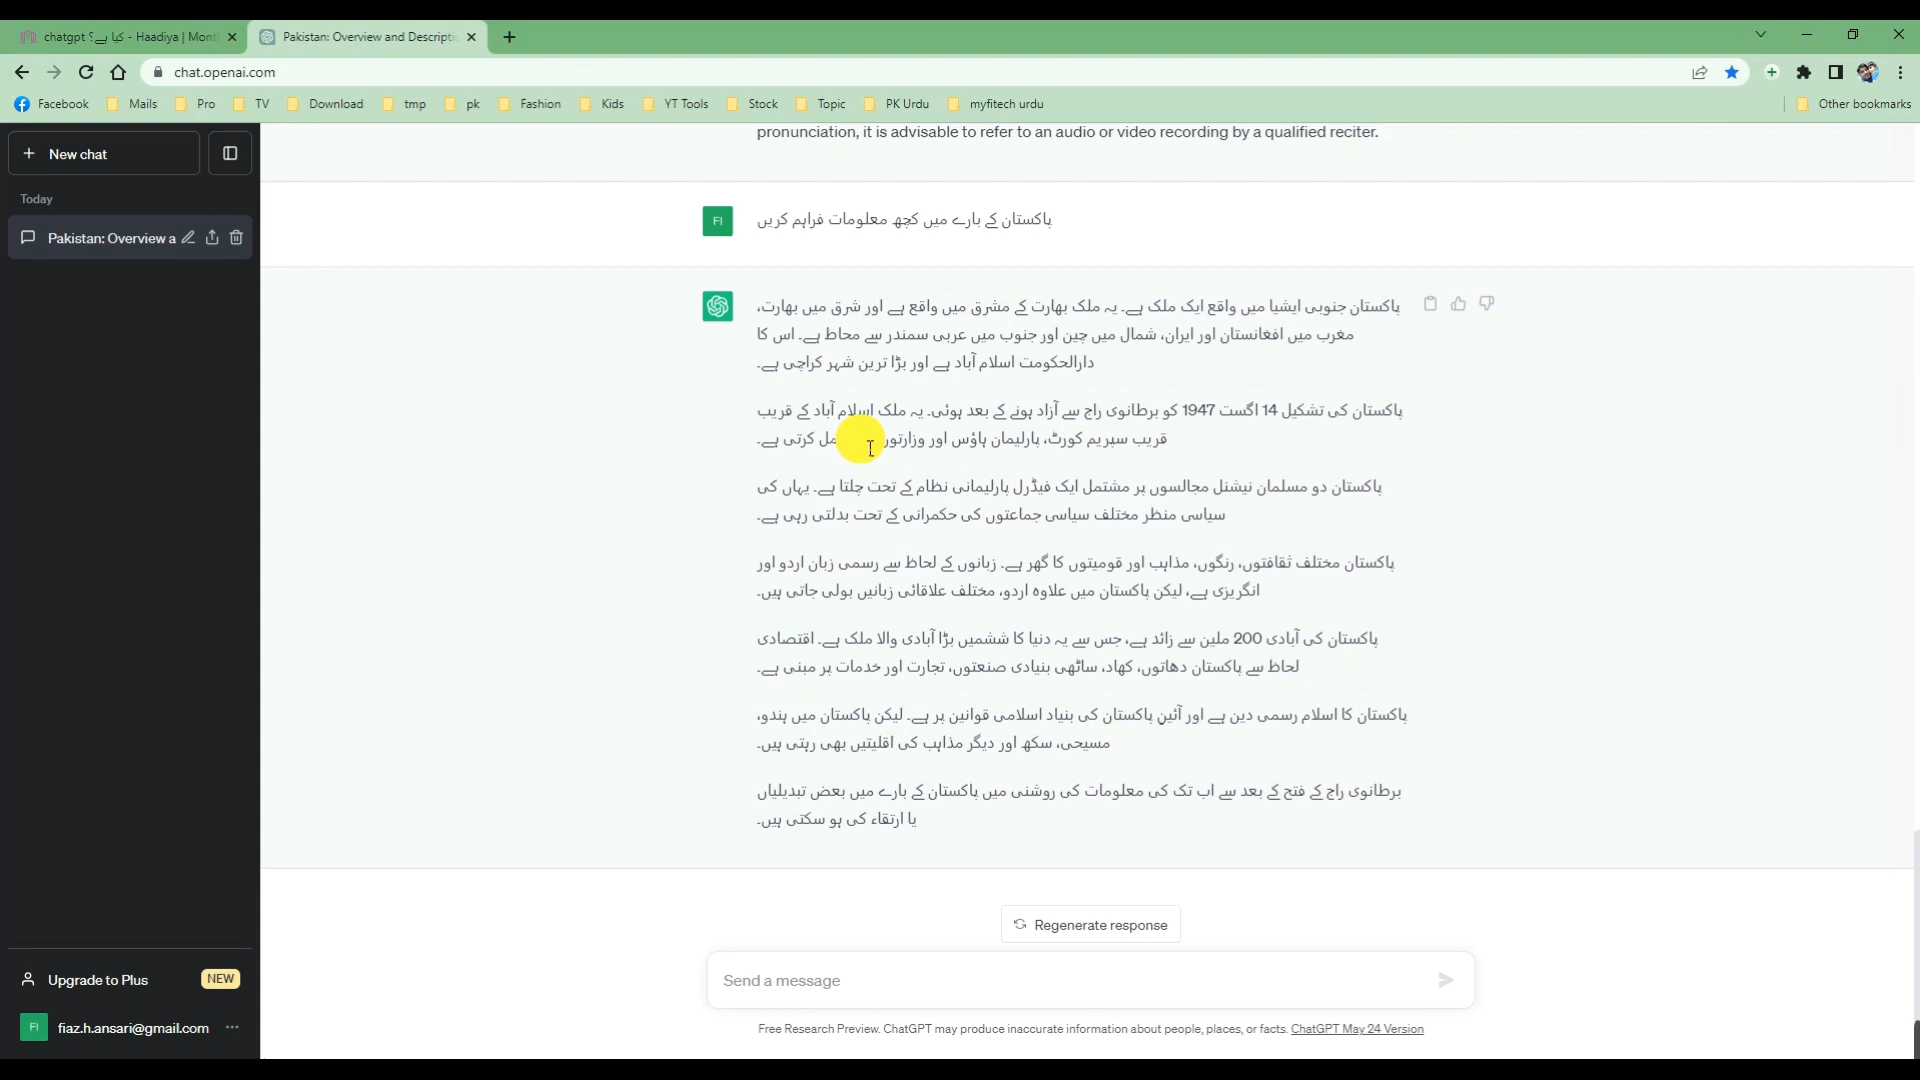 chatgpt کیا ہے؟ - Haadiya | Mont
Pakistan: Overview and Descripti
chat.openai.com
Facebook Mails Pro TV Download tmp pk Fashion Kids YT Tools Stock Topic PK Urdu myfitech urdu Other bookmarks
New chat
Today
Pakistan: Overview a
pronunciation, it is advisable to refer to an audio or video recording by a qualified reciter.
FI
پاکستان کے بارے میں کچھ معلومات فراہم کریں
پاکستان جنوبی ایشیا میں واقع ایک ملک ہے۔ یہ ملک بھارت کے مشرق میں واقع ہے اور شرق میں بھارت،
مغرب میں افغانستان اور ایران، شمال میں چین اور جنوب میں عربی سمندر سے محاط ہے۔ اس کا
دارالحکومت اسلام آباد ہے اور بڑا ترین شہر کراچی ہے۔
پاکستان کی تشکیل 14 اگست 1947 کو برطانوی راج سے آزاد ہونے کے بعد ہوئی۔ یہ ملک اسلام آباد کے قریب
قریب سپریم کورٹ، پارلیمان ہاؤس اور کرتی ہے۔
پاکستان دو مسلمان نیشنل مجالسوں پر مشتمل ایک فیڈرل پارلیمانی نظام کے تحت چلتا ہے۔ یہاں کی
سیاسی منظر مختلف سیاسی جماعتوں کی حکمرانی کے تحت بدلتی رہی ہے۔
پاکستان مختلف ثقافتوں، رنگوں، مذاہب اور قومیتوں کا گھر ہے۔ زبانوں کے لحاظ سے رسمی زبان اردو اور
انگریزی ہے، لیکن پاکستان میں علاوہ اردو، مختلف علاقائی زبانیں بولی جاتی ہیں۔
پاکستان کی آبادی 200 ملین سے زائد ہے، جس سے یہ دنیا کا ششمیں بڑا آبادی والا ملک ہے۔ اقتصادی
لحاظ سے پاکستان دھاتوں، کھاد، ساٹھی بنیادی صنعتوں، تجارت اور خدمات پر مبنی ہے۔
پاکستان کا اسلام رسمی دین ہے اور آئین پاکستان کی بنیاد اسلامی قوانین پر ہے۔ لیکن پاکستان میں ہندو،
مسیحی، سکھ اور دیگر مذاہب کی اقلیتیں بھی رہتی ہیں۔
برطانوی راج کے فتح کے بعد سے اب تک کی معلومات کی روشنی میں پاکستان کے بارے میں بعض تبدیلیاں
یا ارتقاء کی ہو سکتی ہیں۔
Regenerate response
Send a message
Free Research Preview. ChatGPT may produce inaccurate information about people, places, or facts. ChatGPT May 24 Version
Upgrade to Plus NEW
FI fiaz.h.ansari@gmail.com